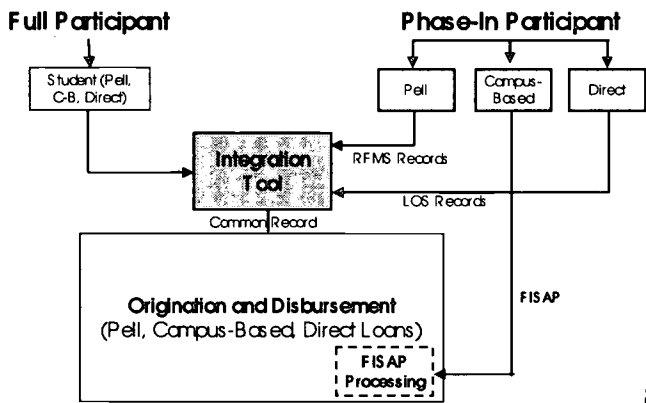 Full Participant
Phase-In Participant
Student (Pell,
C-B, Direct)
Pell
Campus-
Based
Direct
Integration
Tool
RFMS Records
LOS Records
Common Record
Origination and Disbursement
(Pell, Campus-Based, Direct Loans)
FISAP
FISAP
Processing